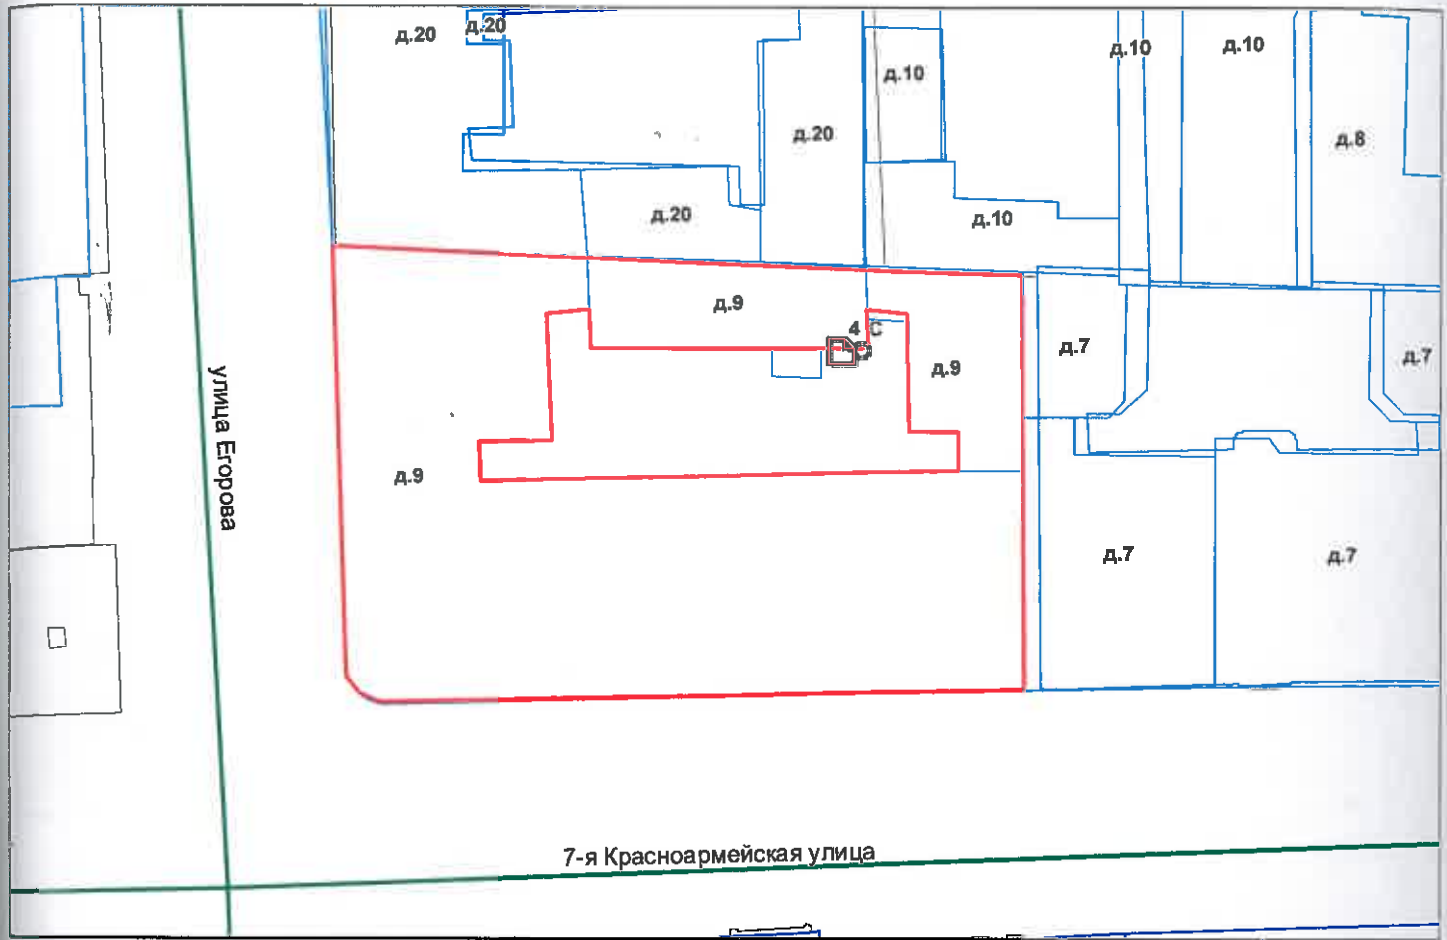 д.20
д.20
д.10
д.10
д.10
д.20
д.8
д.20
д.10
д.9
4 С
д.7
д.7
д.9
улица Егорова
д.9
д.7
д.7
7-я Красноармейская улица